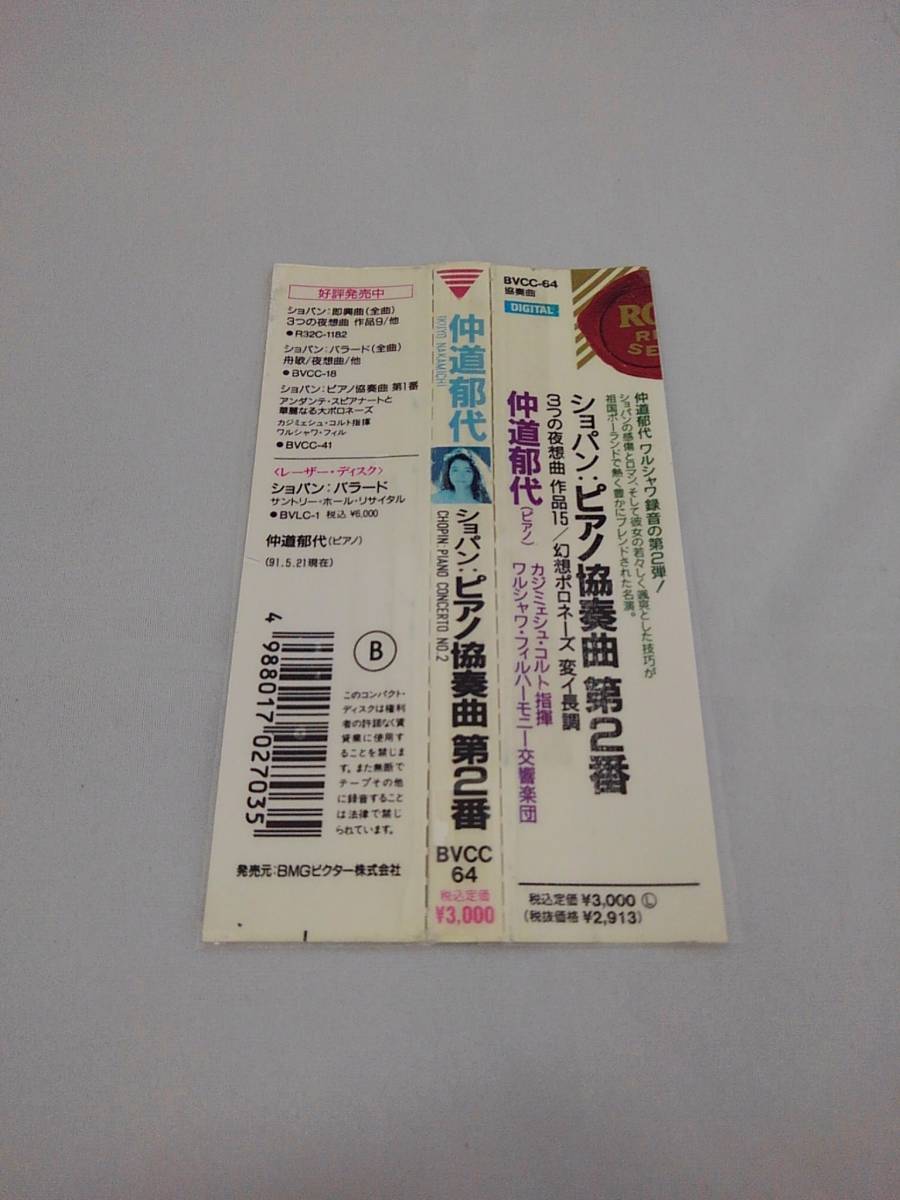 好評発売中
ショパン:即興曲(全曲)
3つの夜想曲 作品9/他
●R32C-1182
ショパン:バラード(全曲)
舟歌/夜想曲/他
●BVCC-18
ショパン:ピアノ協奏曲 第1番
アンダンテ・スピアナートと
華麗なる大ポロネーズ
カジミェシュ・コルト指揮
ワルシャワ・フィル
●BVCC-41
〈レーザー・ディスク〉
ショパン:バラード
サントリー・ホール・リサイタル
●BVLC-1 税込 ¥6,000
仲道郁代(ピアノ)
(91.5.21現在)
4 988017 027035
B
このコンパクト・
ディスクは権利
者の許諾なく賃
貸業に使用す
ることを禁じま
す。また無断で
テープその他
に録音すること
は法律で禁じ
られています。
発売元:BMGビクター株式会社
仲道郁代
IKUYO NAKAMICHI
ショパン:ピアノ協奏曲 第2番
CHOPIN:PIANO CONCERTO NO.2
BVCC
64
税込定価
¥3,000
BVCC-64
協奏曲
DIGITAL
RE
SE
仲道郁代 ワルシャワ録音の第2弾!
ショパンの感傷とロマン、そして彼女の若々しく颯爽とした技巧が
祖国ポーランドで熱く豊かにブレンドされた名演。
ショパン:ピアノ協奏曲 第2番
3つの夜想曲 作品15/幻想ポロネーズ 変イ長調
仲道郁代(ピアノ)
カジミェシュ・コルト指揮
ワルシャワ・フィルハーモニー交響楽団
税込定価 ¥3,000 Ⓛ
(税抜価格 ¥2,913)